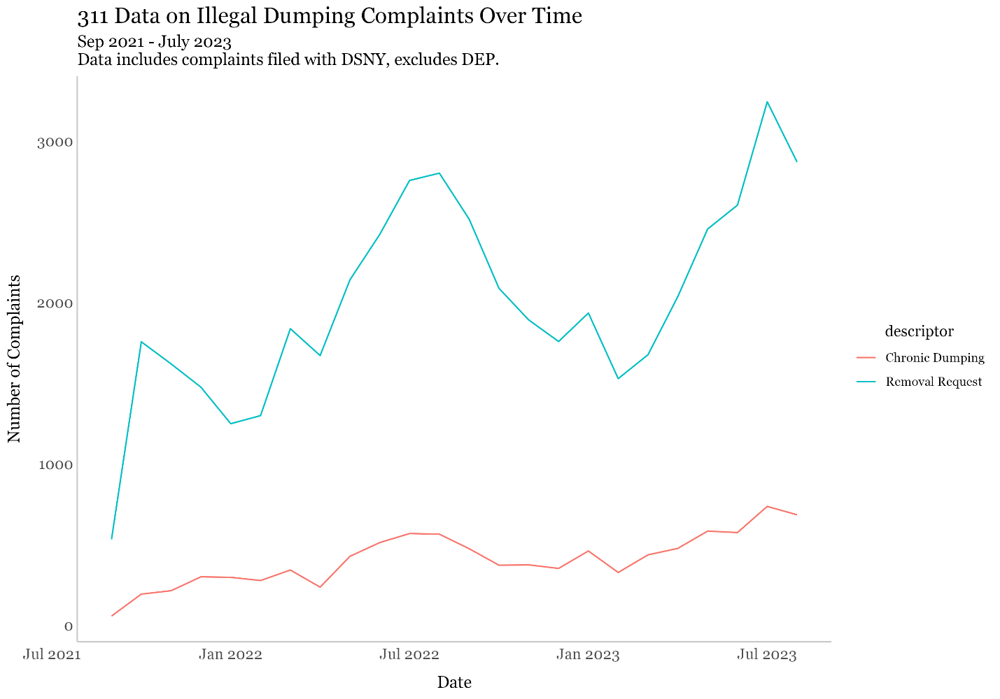 311 Data on Illegal Dumping Complaints Over Time
Sep 2021 - July 2023
Data includes complaints filed with DSNY, excludes DEP.
Number of Complaints
3000
2000
1000
0
Jul 2021
Jan 2022
Jul 2022
Jan 2023
Jul 2023
Date
descriptor
Chronic Dumping
Removal Request